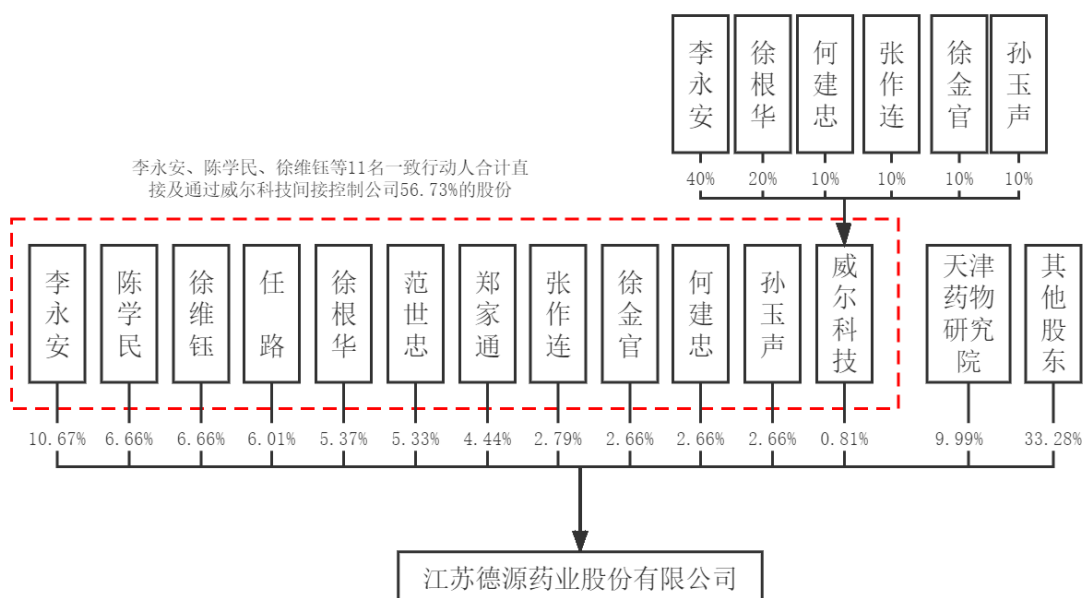 李永安
徐根华
何建忠
张作连
徐金官
孙玉声
40%
20%
10%
10%
10%
10%
李永安、陈学民、徐维钰等11名一致行动人合计直
接及通过威尔科技间接控制公司56.73%的股份
李永安
陈学民
徐维钰
任路
徐根华
范世忠
郑家通
张作连
徐金官
何建忠
孙玉声
威尔科技
天津
药物
研究
院
其他股东
10.67%
6.66%
6.66%
6.01%
5.37%
5.33%
4.44%
2.79%
2.66%
2.66%
2.66%
0.81%
9.99%
33.28%
江苏德源药业股份有限公司